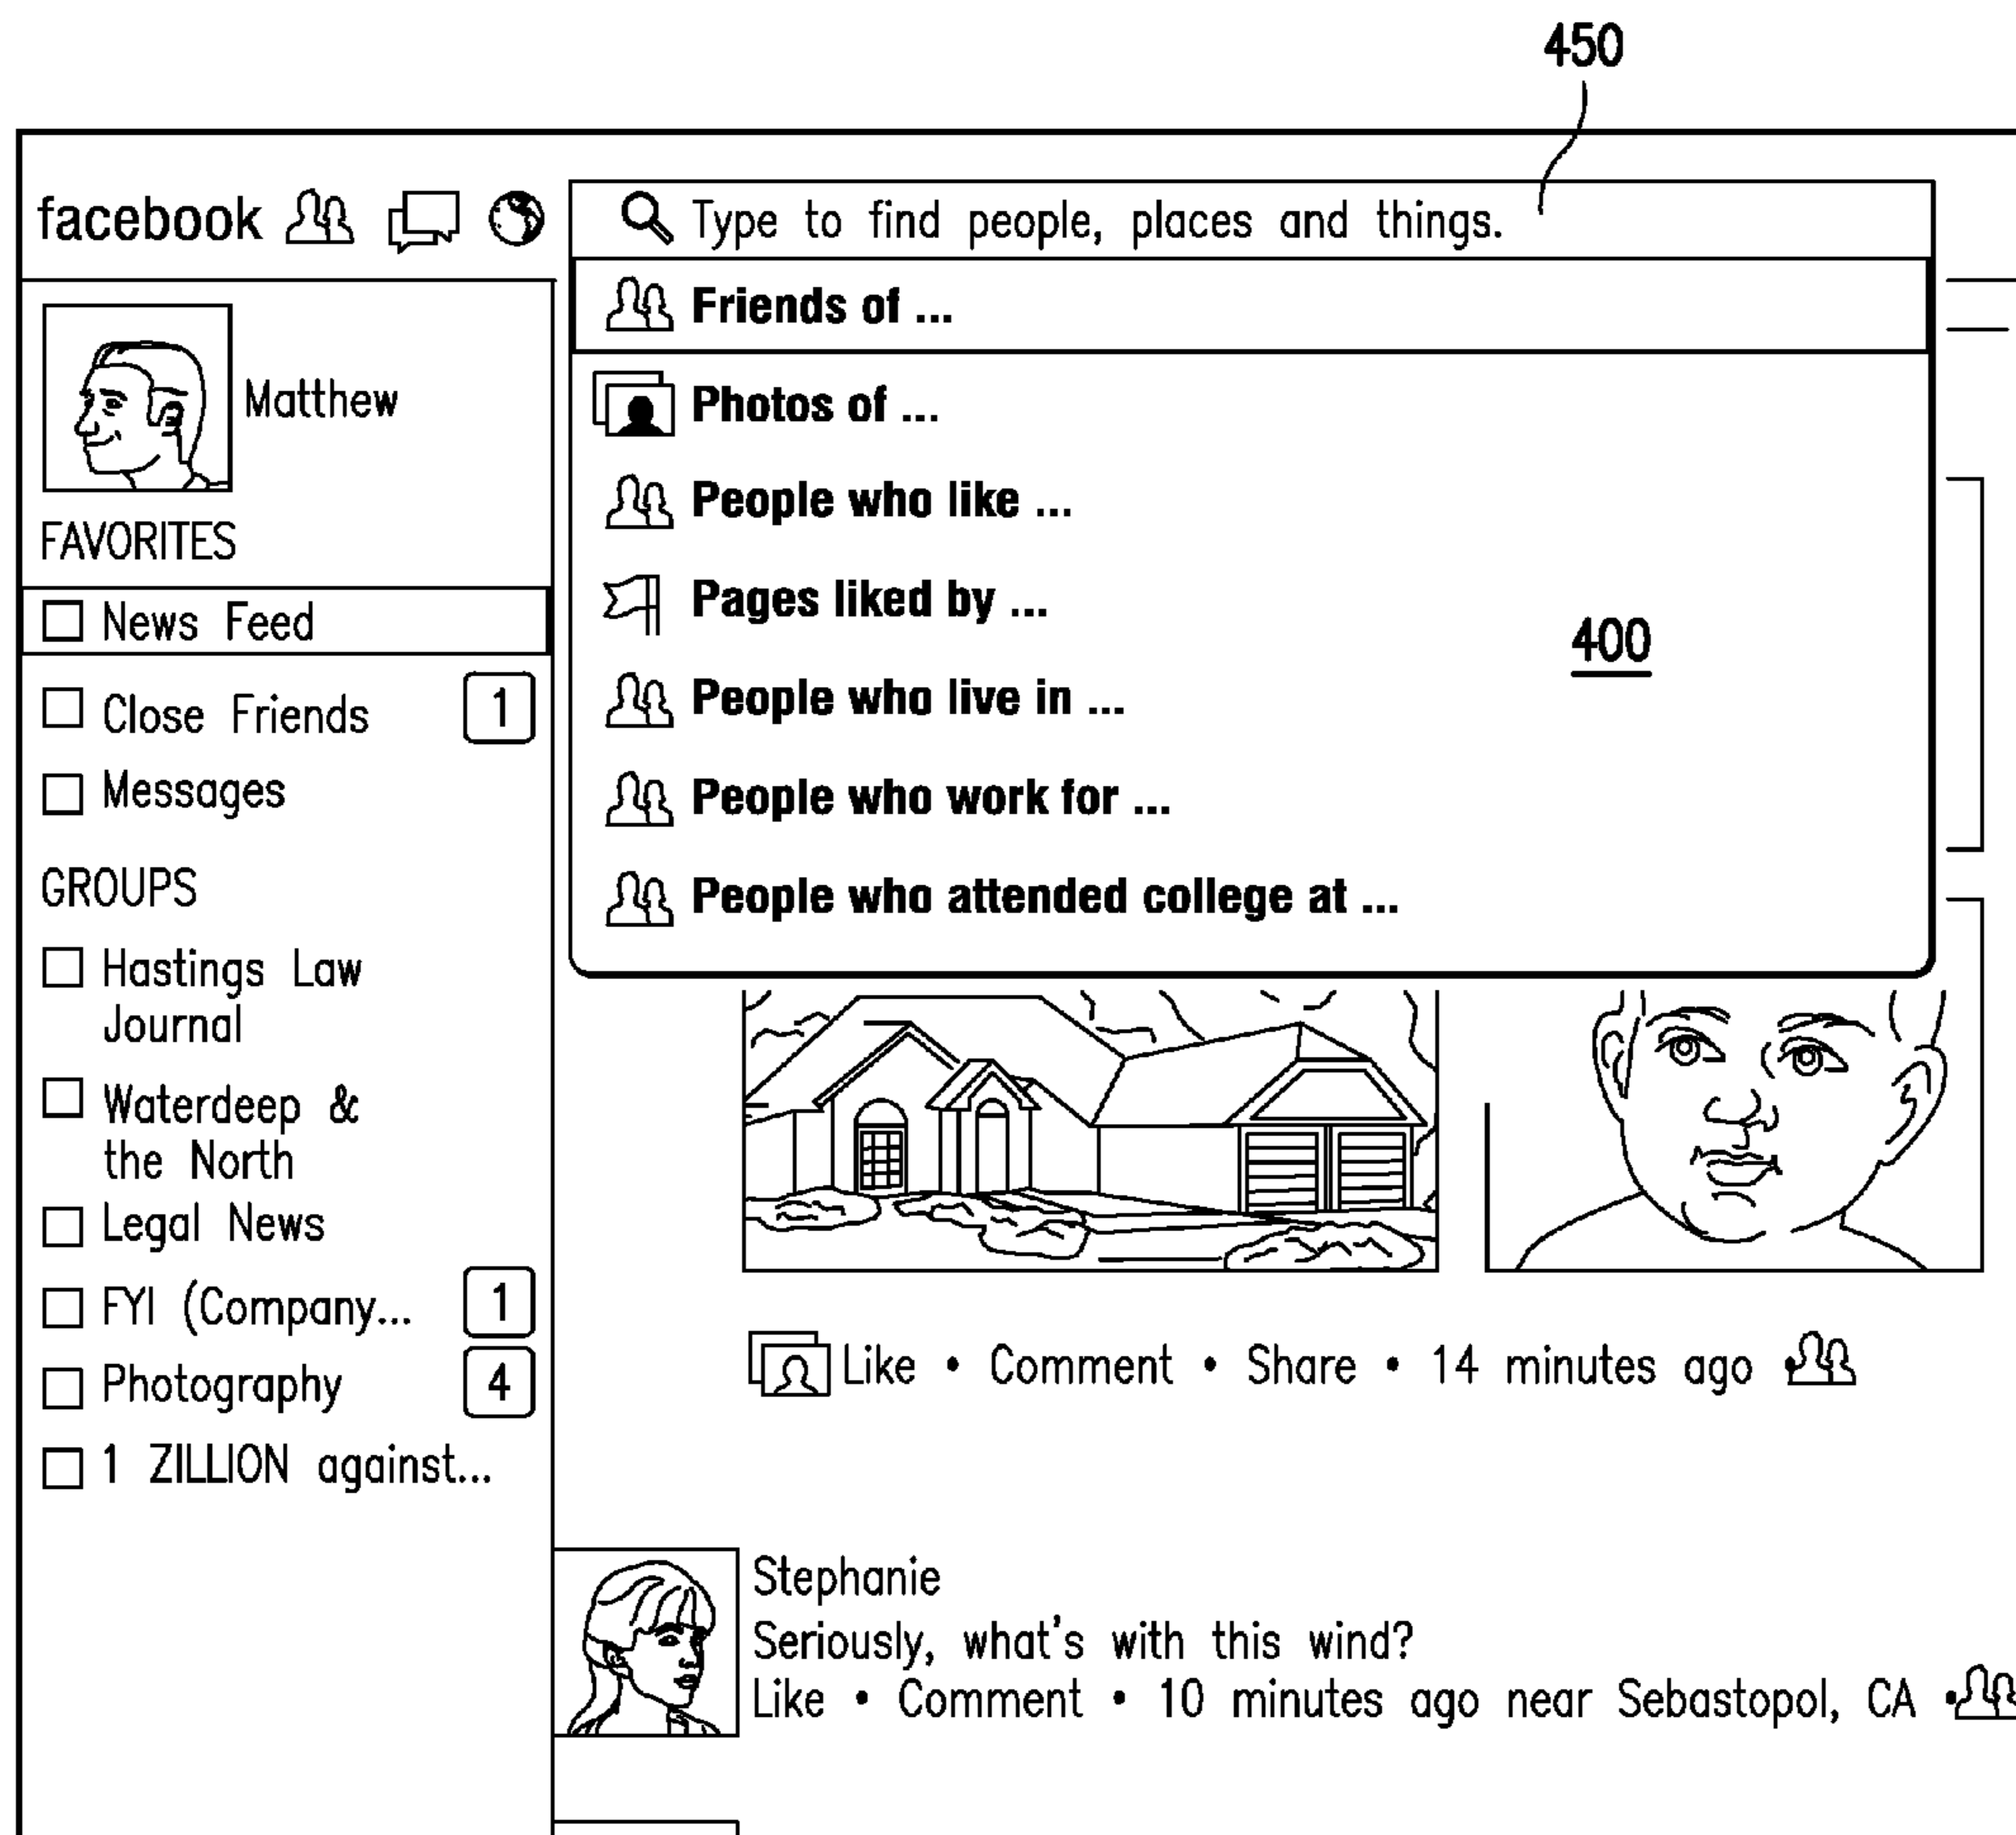 450
facebook
Type to find people, places and things.
Friends of ...
Photos of ...
People who like ...
Pages liked by ...
People who live in ...
People who work for ...
People who attended college at ...
400
Matthew
FAVORITES
News Feed
Close Friends 1
Messages
GROUPS
Hastings Law
Journal
Waterdeep &
the North
Legal News
FYI (Company... 1
Photography 4
1 ZILLION against...
Like • Comment • Share • 14 minutes ago •
Stephanie
Seriously, what's with this wind?
Like • Comment • 10 minutes ago near Sebastopol, CA •